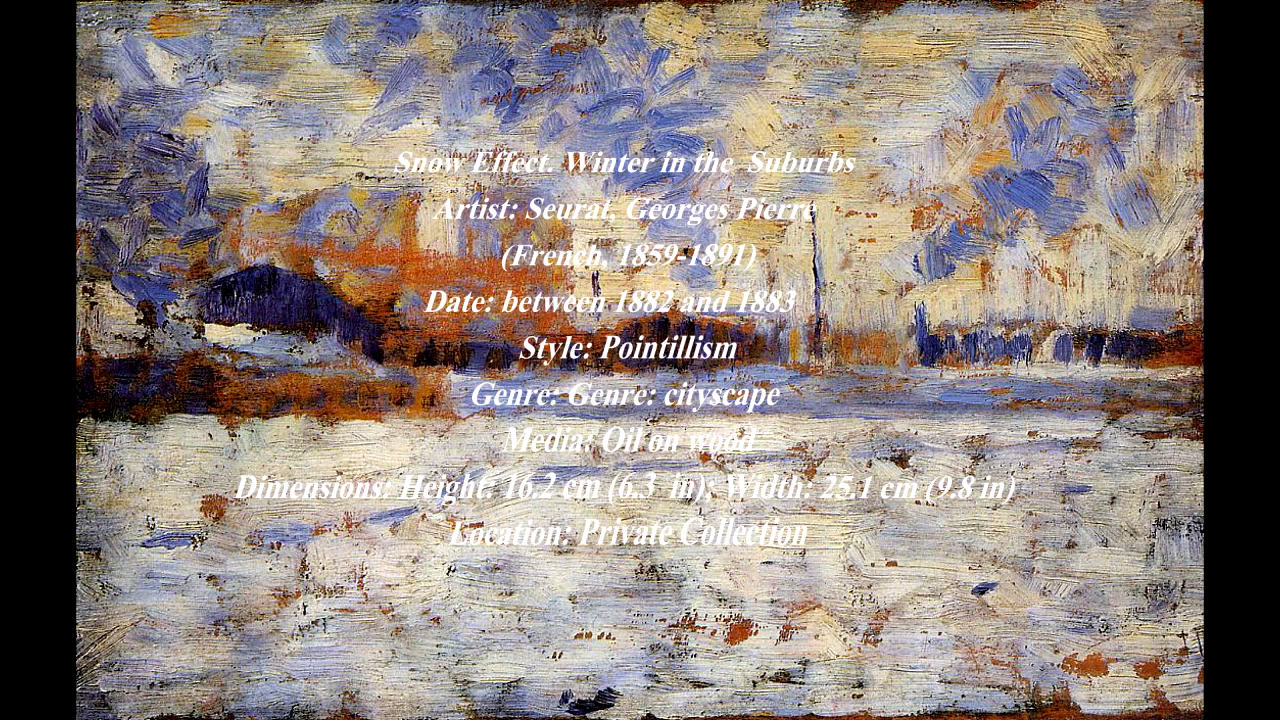 Snow Effect. Winter in the Suburbs
Artist: Seurat, Georges Pierre
(French, 1859-1891)
Date: between 1882 and 1883
Style: Pointillism
Genre: Genre: cityscape
Media: Oil on wood
Dimensions: Height: 16.2 cm (6.3 in); Width: 25.1 cm (9.8 in)
Location: Private Collection